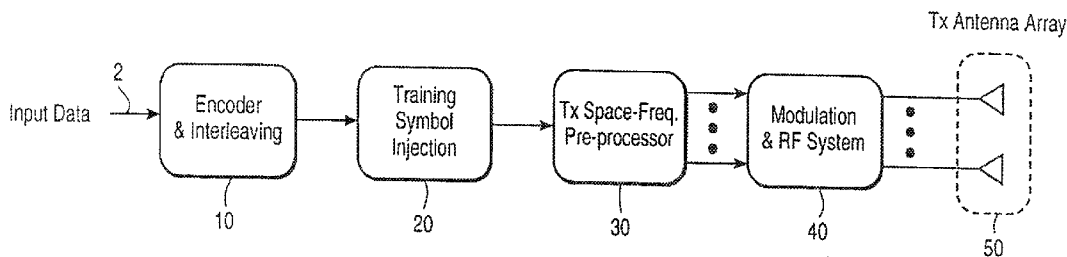 Tx Antenna Array
Input Data
2
Encoder
& Interleaving
10
Training
Symbol
Injection
20
Tx Space-Freq.
Pre-processor
30
Modulation
& RF System
40
50